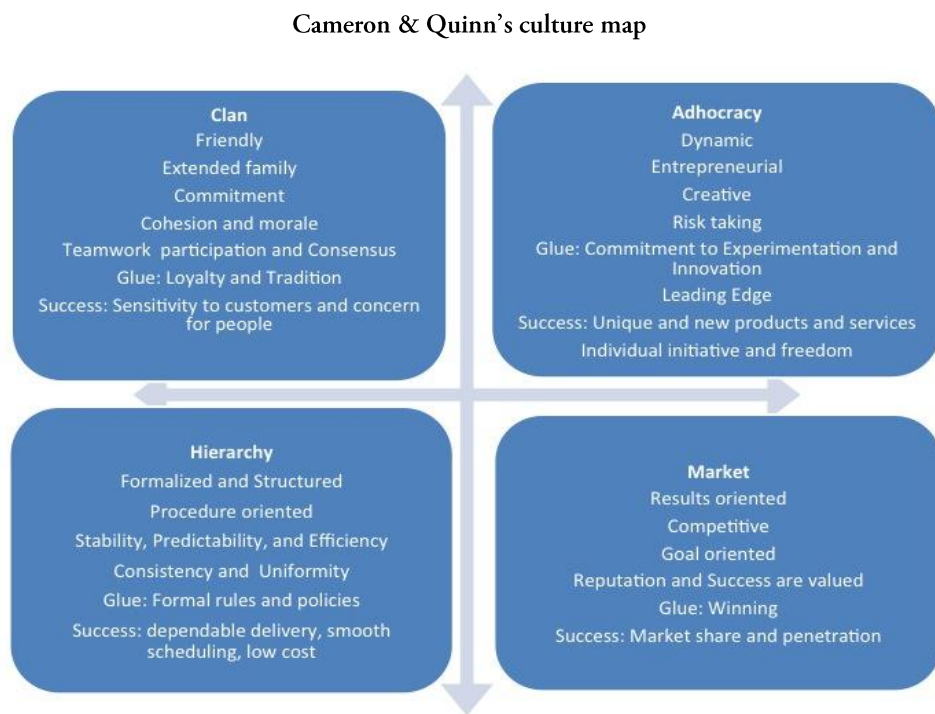 Cameron & Quinn's culture map
Clan
Friendly
Extended family
Commitment
Cohesion and morale
Teamwork participation and Consensus
Glue: Loyalty and Tradition
Success: Sensitivity to customers and concern
for people
Adhocracy
Dynamic
Entrepreneurial
Creative
Risk taking
Glue: Commitment to Experimentation and
Innovation
Leading Edge
Success: Unique and new products and services
Individual initiative and freedom
Hierarchy
Formalized and Structured
Procedure oriented
Stability, Predictability, and Efficiency
Consistency and Uniformity
Glue: Formal rules and policies
Success: dependable delivery, smooth
scheduling, low cost
Market
Results oriented
Competitive
Goal oriented
Reputation and Success are valued
Glue: Winning
Success: Market share and penetration